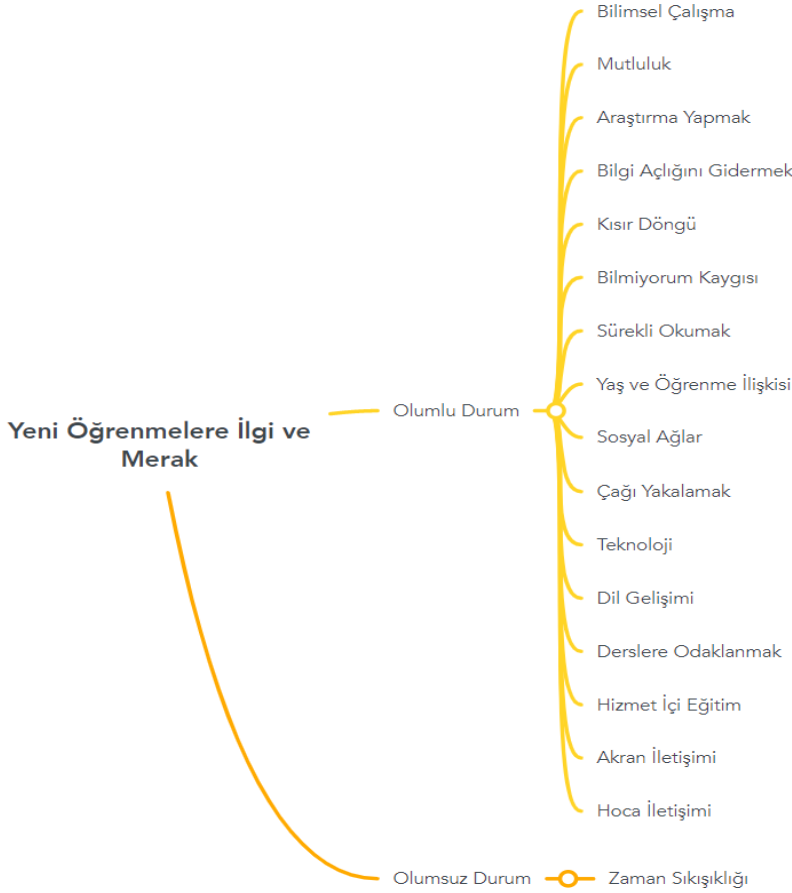 Bilimsel Çalışma
Mutluluk
Araştırma Yapmak
Bilgi Açlığını Gidermek
Kısır Döngü
Bilmiyorum Kaygısı
Sürekli Okumak
Yaş ve Öğrenme İlişkisi
Yeni Öğrenmelere İlgi ve
Merak
Olumlu Durum
Sosyal Ağlar
Çağı Yakalamak
Teknoloji
Dil Gelişimi
Derslere Odaklanmak
Hizmet İçi Eğitim
Akran İletişimi
Hoca İletişimi
Olumsuz Durum
Zaman Sıkışıklığı